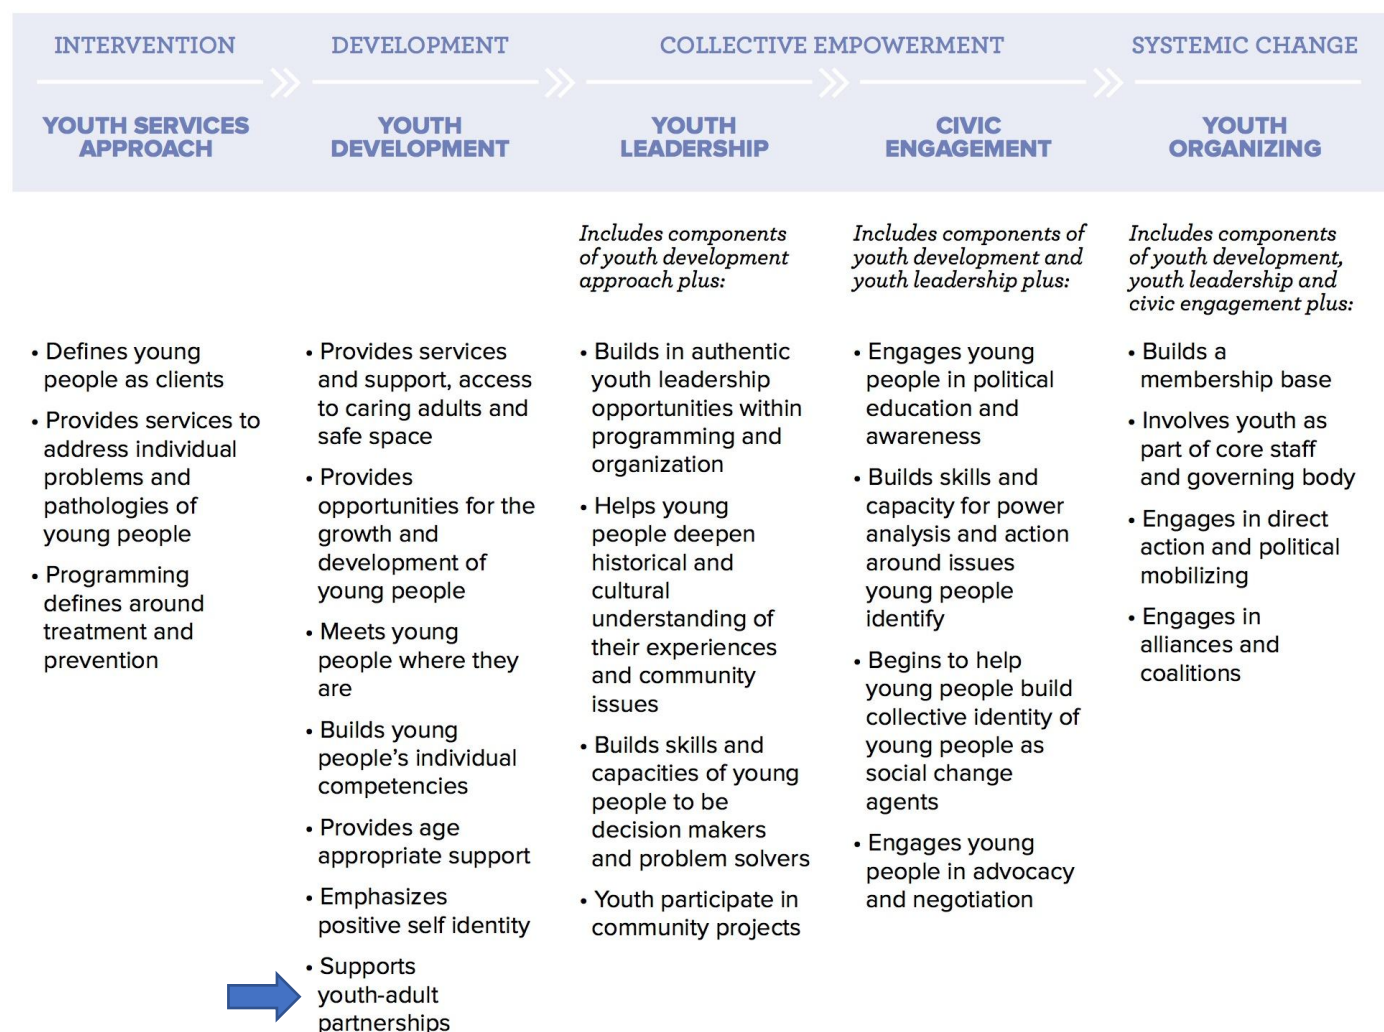 INTERVENTION
DEVELOPMENT
COLLECTIVE EMPOWERMENT
SYSTEMIC CHANGE
YOUTH SERVICES
APPROACH
YOUTH
DEVELOPMENT
YOUTH
LEADERSHIP
CIVIC
ENGAGEMENT
YOUTH
ORGANIZING
• Defines young
people as clients
• Provides services to
address individual
problems and
pathologies of
young people
• Programming
defines around
treatment and
prevention
• Provides services
and support, access
to caring adults and
safe space
• Provides
opportunities for the
growth and
development of
young people
• Meets young
people where they
are
• Builds young
people’s individual
competencies
• Provides age
appropriate support
• Emphasizes
positive self identity
• Supports
youth-adult
partnerships
Includes components
of youth development
approach plus:
• Builds in authentic
youth leadership
opportunities within
programming and
organization
• Helps young
people deepen
historical and
cultural
understanding of
their experiences
and community
issues
• Builds skills and
capacities of young
people to be
decision makers
and problem solvers
• Youth participate in
community projects
Includes components of
youth development and
youth leadership plus:
• Engages young
people in political
education and
awareness
• Builds skills and
capacity for power
analysis and action
around issues
young people
identify
• Begins to help
young people build
collective identity of
young people as
social change
agents
• Engages young
people in advocacy
and negotiation
Includes components
of youth development,
youth leadership and
civic engagement plus:
• Builds a
membership base
• Involves youth as
part of core staff
and governing body
• Engages in direct
action and political
mobilizing
• Engages in
alliances and
coalitions